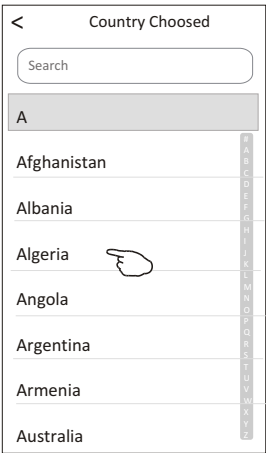 < Country Choosed
Search
A
Afghanistan
Albania
Algeria
Angola
Argentina
Armenia
Australia
#
A
B
C
D
E
F
G
H
I
J
K
L
M
N
O
P
Q
R
S
T
U
V
W
X
Y
Z